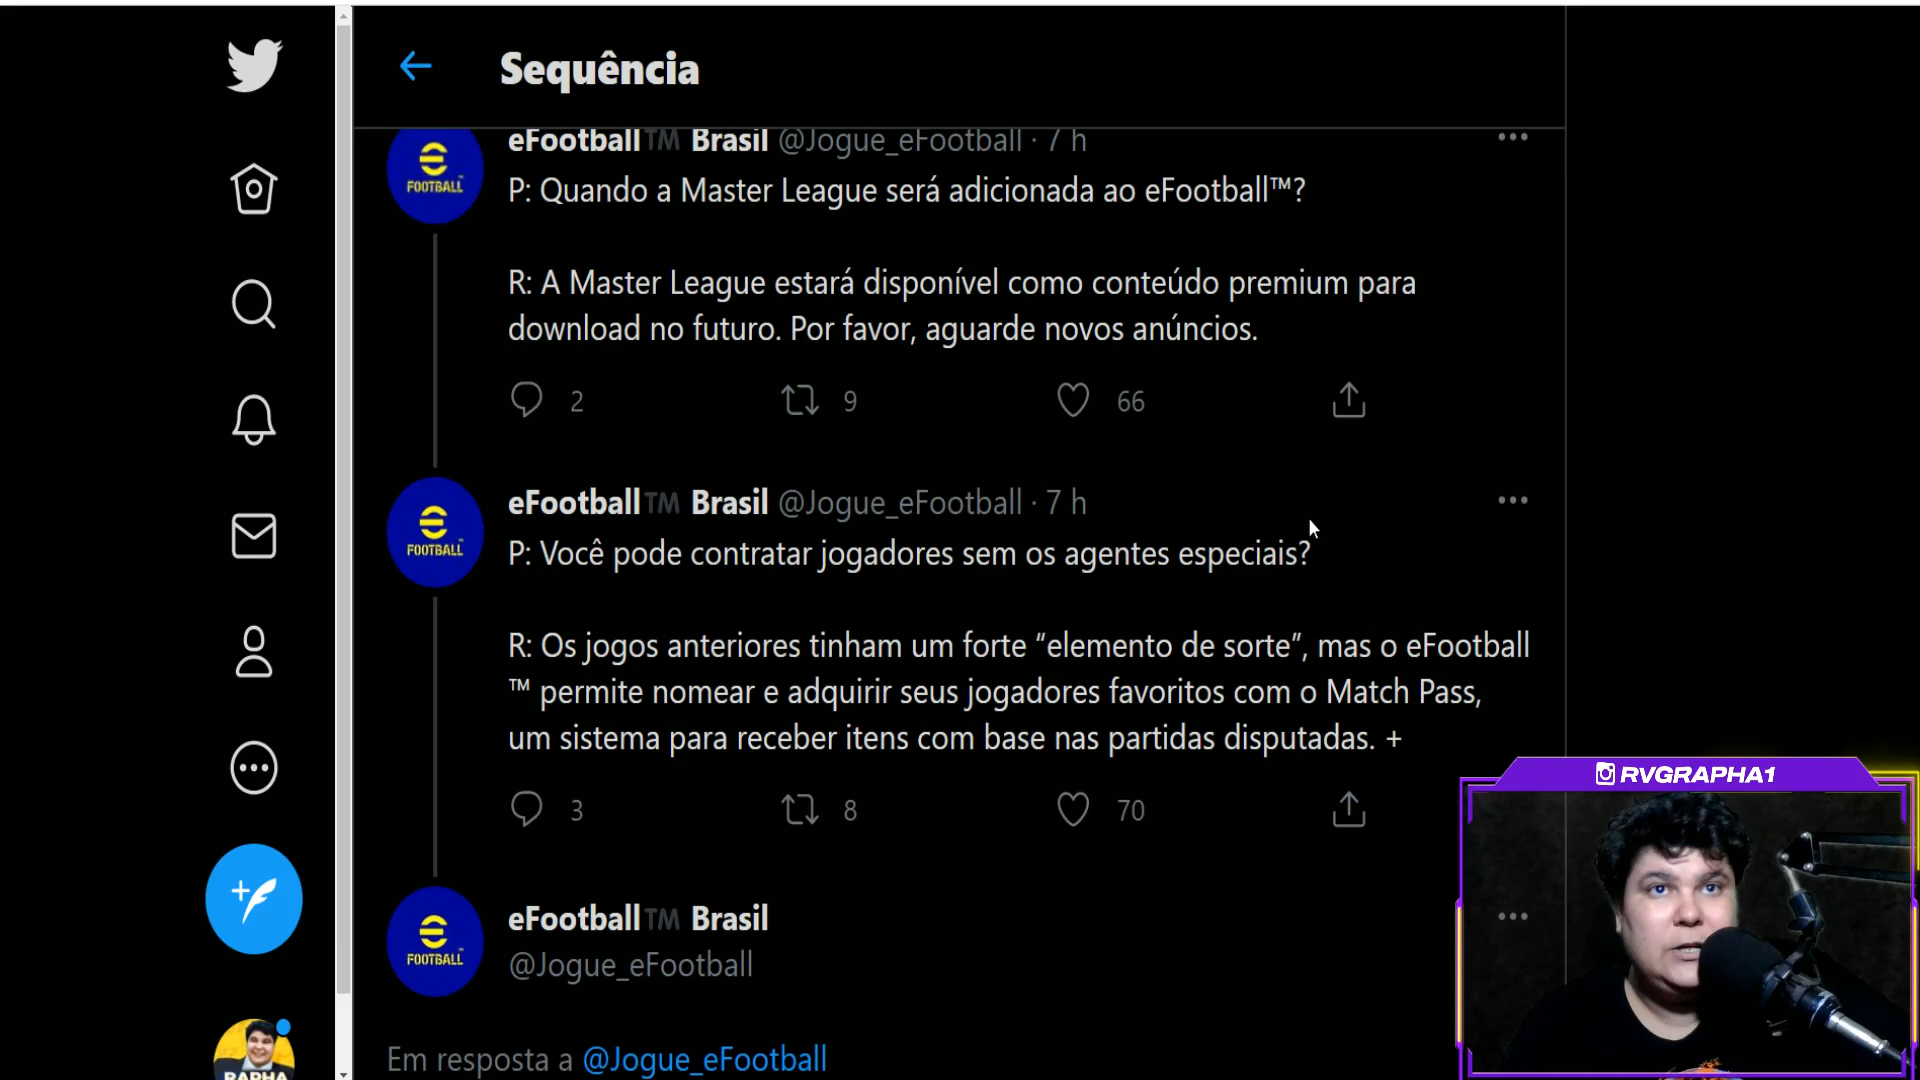 Sequência
eFootball™ Brasil @Jogue_eFootball · 7 h
P: Quando a Master League será adicionada ao eFootball™?
R: A Master League estará disponível como conteúdo premium para
download no futuro. Por favor, aguarde novos anúncios.
2 9 66
eFootball™ Brasil @Jogue_eFootball · 7 h
P: Você pode contratar jogadores sem os agentes especiais?
R: Os jogos anteriores tinham um forte “elemento de sorte”, mas o eFootball
™ permite nomear e adquirir seus jogadores favoritos com o Match Pass,
um sistema para receber itens com base nas partidas disputadas. +
3 8 70
eFootball™ Brasil
@Jogue_eFootball
Em resposta a @Jogue_eFootball
FOOTBALL
FOOTBALL
FOOTBALL
RAPHA
RVGRAPHA1